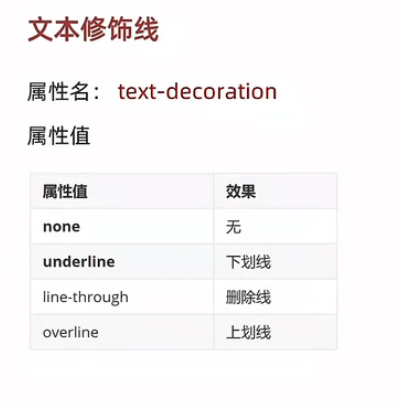 文本修饰线
属性名： text-decoration
属性值
属性值 效果
none 无
underline 下划线
line-through 删除线
overline 上划线